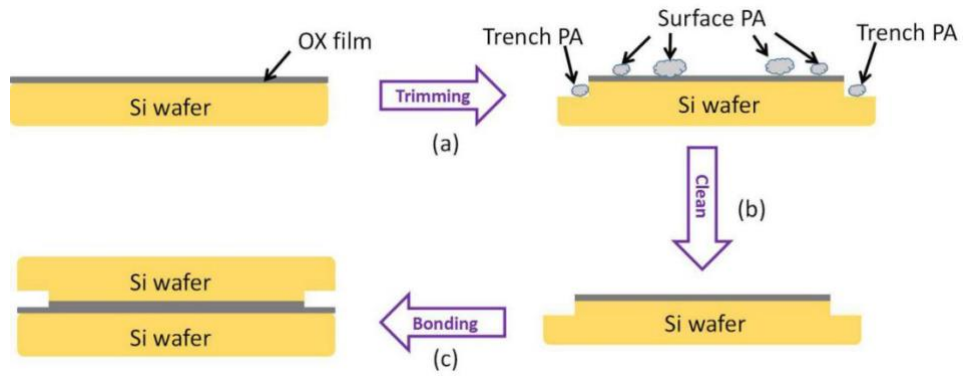 OX film
Si wafer
Trimming
(a)
Trench PA
Surface PA
Trench PA
Si wafer
Clean
(b)
Si wafer
Bonding
(c)
Si wafer
Si wafer